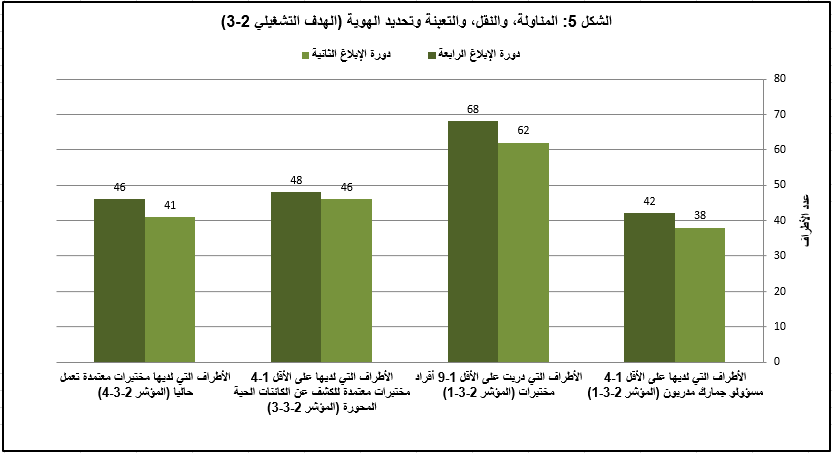 الشكل 5: المناولة، والنقل، والتعبئة وتحديد الهوية (الهدف التشغيلي 2-3)
دورة الإبلاغ الرابعة
دورة الإبلاغ الثانية
80
70
60
50
40
30
20
10
0
عدد الأطراف
42
38
68
62
48
46
46
41
الأطراف التي لديها على الأقل 1-4
مسؤولو جمارك مدربون (المؤشر 2-3-1)
الأطراف التي دربت على الأقل 1-9 أفراد
مختبرات (المؤشر 2-3-1)
الأطراف التي لديها على الأقل 1-4
مختبرات معتمدة للكشف عن الكائنات الحية
المحورة (المؤشر 2-3-3)
الأطراف التي لديها مختبرات معتمدة تعمل
حاليا (المؤشر 2-3-4)